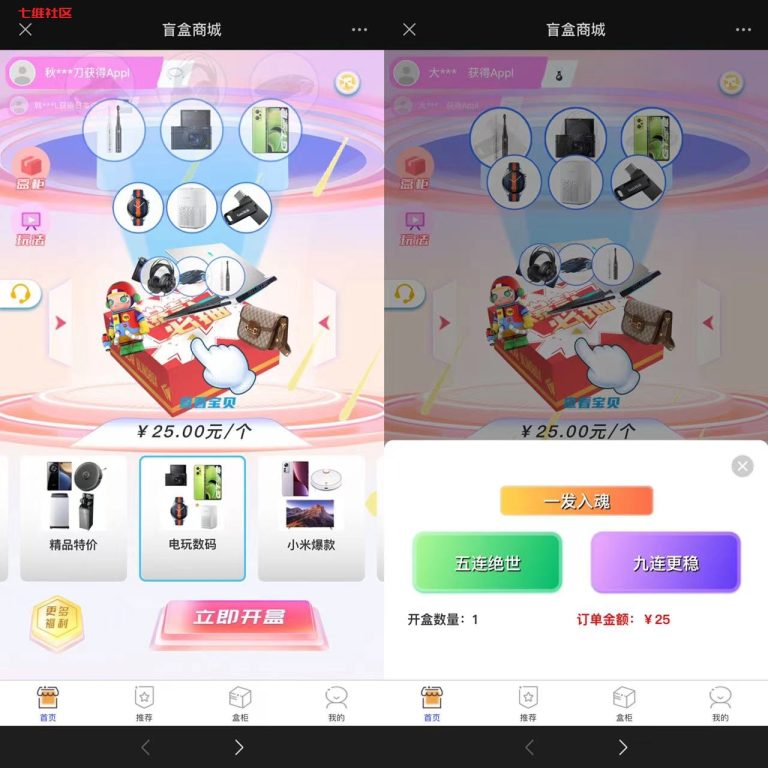 七维社区
盲盒商城
秋***刀获得Appl
盒柜
玩法
查看宝贝
￥25.00元/个
精品特价
电玩数码
小米爆款
更多
福利
立即开盒
首页
推荐
盒柜
我的
盲盒商城
大*** 获得Appl
盒柜
玩法
查看宝贝
￥25.00元/个
一发入魂
五连绝世
九连更稳
开盒数量：1
订单金额：￥25
首页
推荐
盒柜
我的